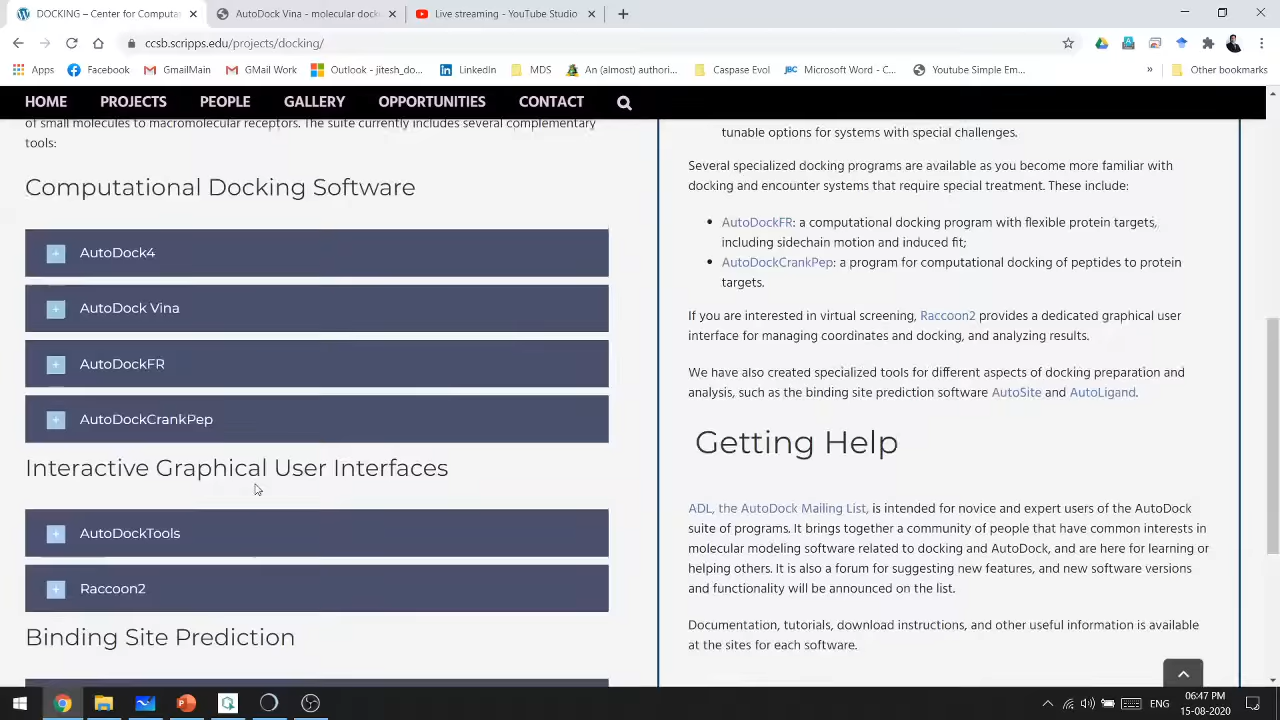 DOCKING – Center for Computa
AutoDock Vina - molecular dock
Live streaming - YouTube Studio
ccsb.scripps.edu/projects/docking/
Apps
Facebook
GmailMain
GMail Work
Outlook - jitesh_do...
LinkedIn
MDS
An (almost) authori...
Caspase Evol
JBC Microsoft Word - C...
Youtube Simple Em...
»
Other bookmarks
HOME
PROJECTS
PEOPLE
GALLERY
OPPORTUNITIES
CONTACT
of small molecules to macromolecular receptors. The suite currently includes several complementary
tools:
Computational Docking Software
AutoDock4
AutoDock Vina
AutoDockFR
AutoDockCrankPep
Interactive Graphical User Interfaces
AutoDockTools
Raccoon2
Binding Site Prediction
tunable options for systems with special challenges.
Several specialized docking programs are available as you become more familiar with
docking and encounter systems that require special treatment. These include:
• AutoDockFR: a computational docking program with flexible protein targets,
including sidechain motion and induced fit;
• AutoDockCrankPep: a program for computational docking of peptides to protein
targets.
If you are interested in virtual screening, Raccoon2 provides a dedicated graphical user
interface for managing coordinates and docking, and analyzing results.
We have also created specialized tools for different aspects of docking preparation and
analysis, such as the binding site prediction software AutoSite and AutoLigand.
Getting Help
ADL, the AutoDock Mailing List, is intended for novice and expert users of the AutoDock
suite of programs. It brings together a community of people that have common interests in
molecular modeling software related to docking and AutoDock, and are here for learning or
helping others. It is also a forum for suggesting new features, and new software versions
and functionality will be announced on the list.
Documentation, tutorials, download instructions, and other useful information is available
at the sites for each software.
ENG
06:47 PM
15-08-2020